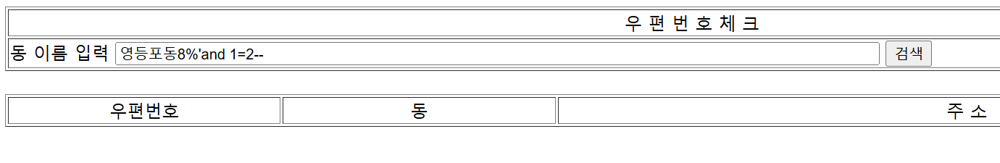 우 편 번 호 체 크
동 이름 입력 영등포동8%'and 1=2-- 검색
우편번호 동 주 소